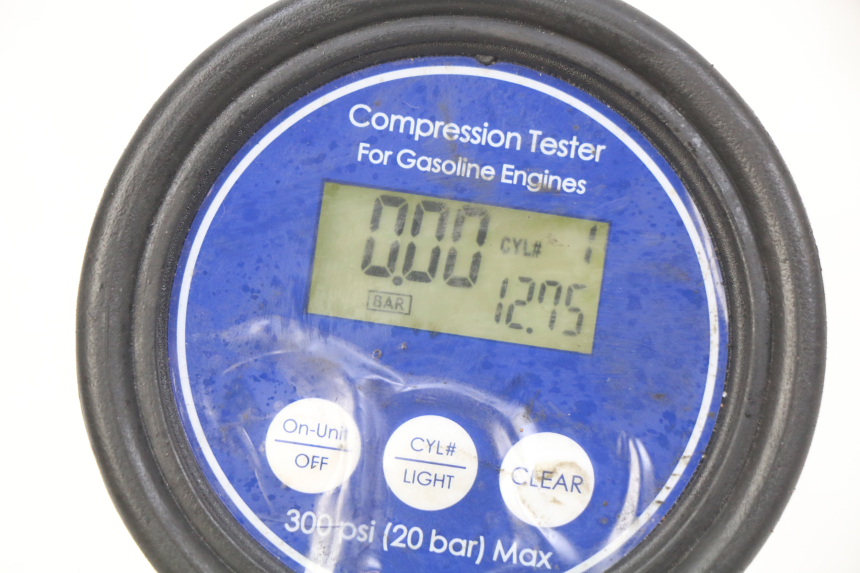 Compression Tester
For Gasoline Engines
0.00 CYL# 1
BAR 12.75
On-Unit
OFF
CYL#
LIGHT
CLEAR
300 psi (20 bar) Max